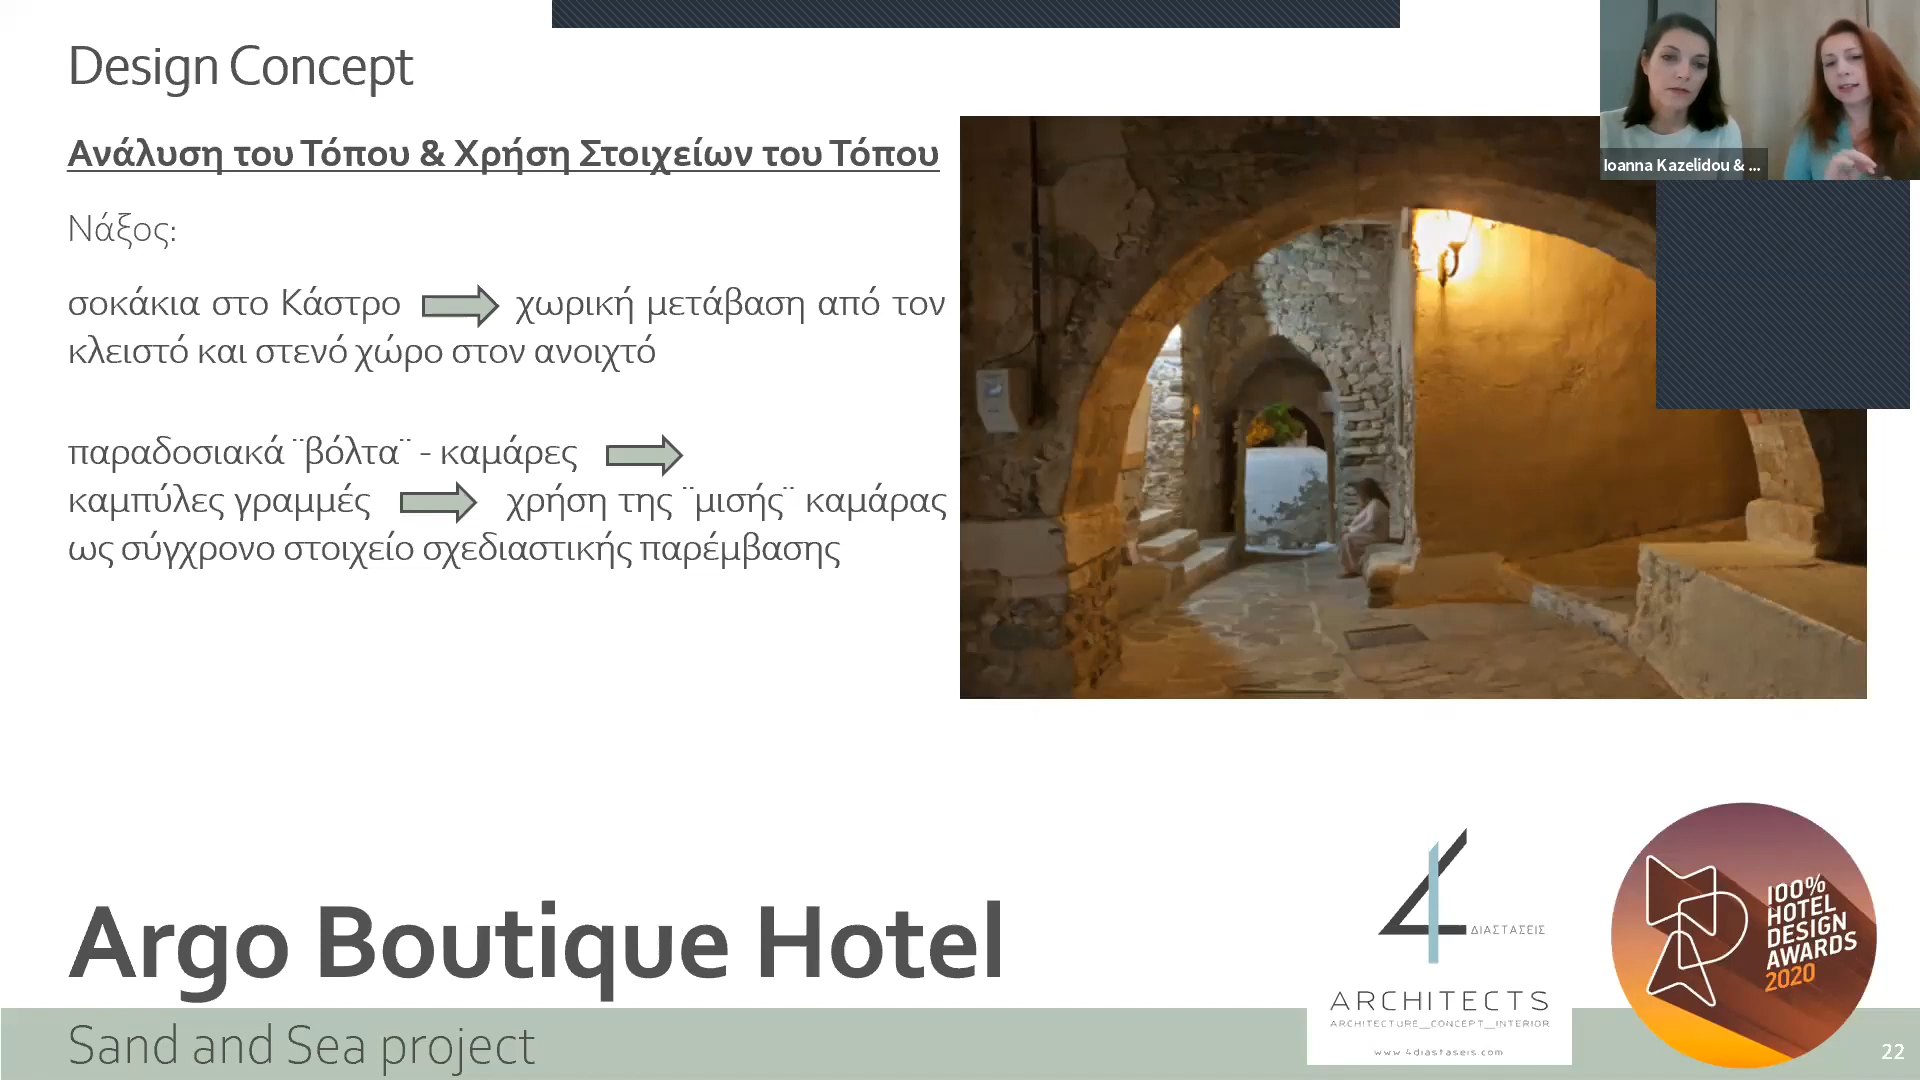 Design Concept
Ανάλυση του Τόπου & Χρήση Στοιχείων του Τόπου
Νάξος:
σοκάκια στο Κάστρο χωρική μετάβαση από τον
κλειστό και στενό χώρο στον ανοιχτό
παραδοσιακά ¨βόλτα¨ - καμάρες
καμπύλες γραμμές χρήση της ¨μισής¨ καμάρας
ως σύγχρονο στοιχείο σχεδιαστικής παρέμβασης
Ioanna Kazelidou & ...
Argo Boutique Hotel
Sand and Sea project
4
ΔΙΑΣΤΑΣΕΙΣ
ARCHITECTS
ARCHITECTURE_CONCEPT_INTERIOR
www.4diastaseis.com
100%
HOTEL
DESIGN
AWARDS
2020
22